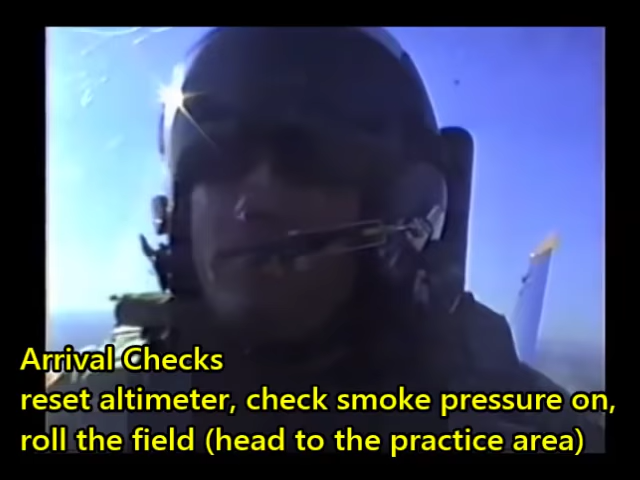 Arrival Checks
reset altimeter, check smoke pressure on,
roll the field (head to the practice area)